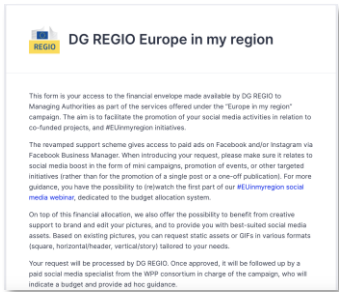 REGIO
DG REGIO Europe in my region
This form is your access to the financial envelope made available by DG REGIO to
Managing Authorities as part of the services offered under the "Europe in my region"
campaign. The aim is to facilitate the promotion of your social media activities in relation to
co-funded projects, and #EUinmyregion initiatives.
The revamped support scheme gives access to paid ads on Facebook and/or Instagram via
Facebook Business Manager. When introducing your request, please make sure it relates to
social media boost in the form of mini campaigns, promotion of events, or other targeted
initiatives (rather than for the promotion of a single post or a one-off publication). For more
guidance, you have the possibility to (re)watch the first part of our #EUinmyregion social
media webinar, dedicated to the budget allocation system.
On top of this financial allocation, we also offer the possibility to benefit from creative
support to brand and edit your pictures, and to provide you with best-suited social media
assets. Based on existing pictures, you can request static assets or GIFs in various formats
(square, horizontal/header, vertical/story) tailored to your needs.
Your request will be processed by DG REGIO. Once approved, it will be followed up by a
paid social media specialist from the WPP consortium in charge of the campaign, who will
indicate a budget and provide ad hoc guidance.